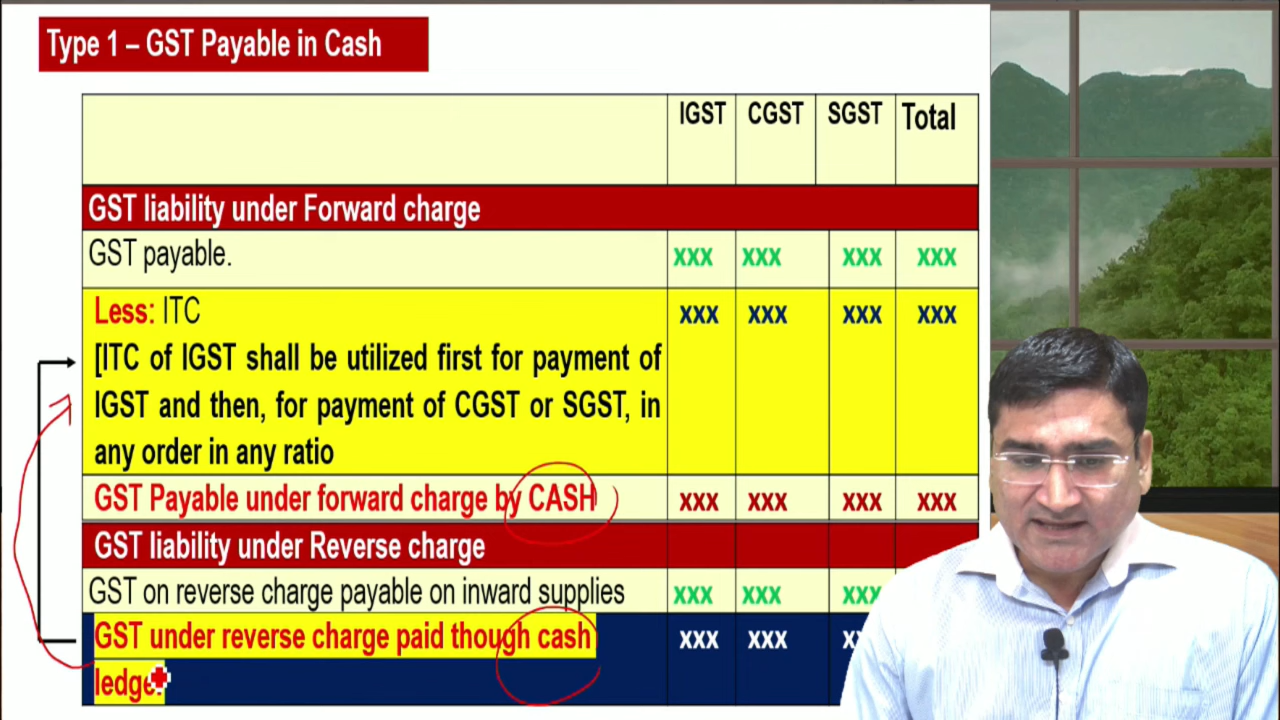 Type 1 – GST Payable in Cash
IGST CGST SGST Total
GST liability under Forward charge
GST payable. xxx xxx xxx xxx
Less: ITC xxx xxx xxx xxx
[ITC of IGST shall be utilized first for payment of
IGST and then, for payment of CGST or SGST, in
any order in any ratio
GST Payable under forward charge by CASH xxx xxx xxx xxx
GST liability under Reverse charge
GST on reverse charge payable on inward supplies xxx xxx xxx
GST under reverse charge paid though cash xxx xxx
ledger